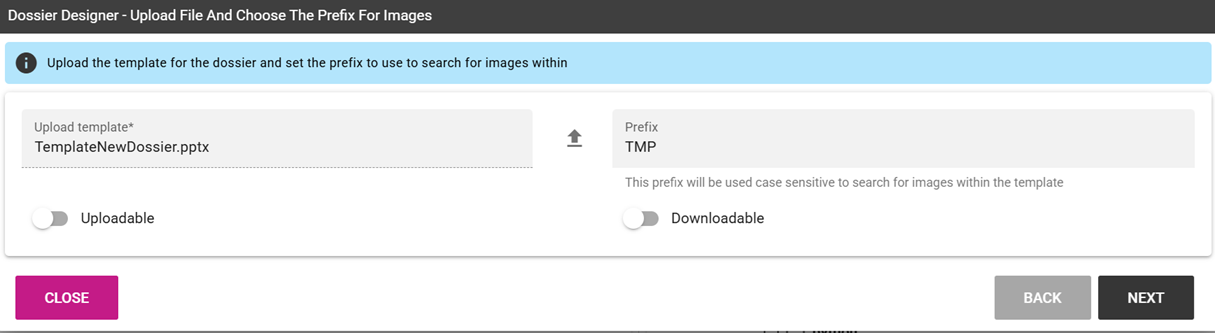 Dossier Designer - Upload File And Choose The Prefix For Images
Upload the template for the dossier and set the prefix to use to search for images within
Upload template*
TemplateNewDossier.pptx
Prefix
TMP
This prefix will be used case sensitive to search for images within the template
Uploadable
Downloadable
CLOSE
BACK
NEXT